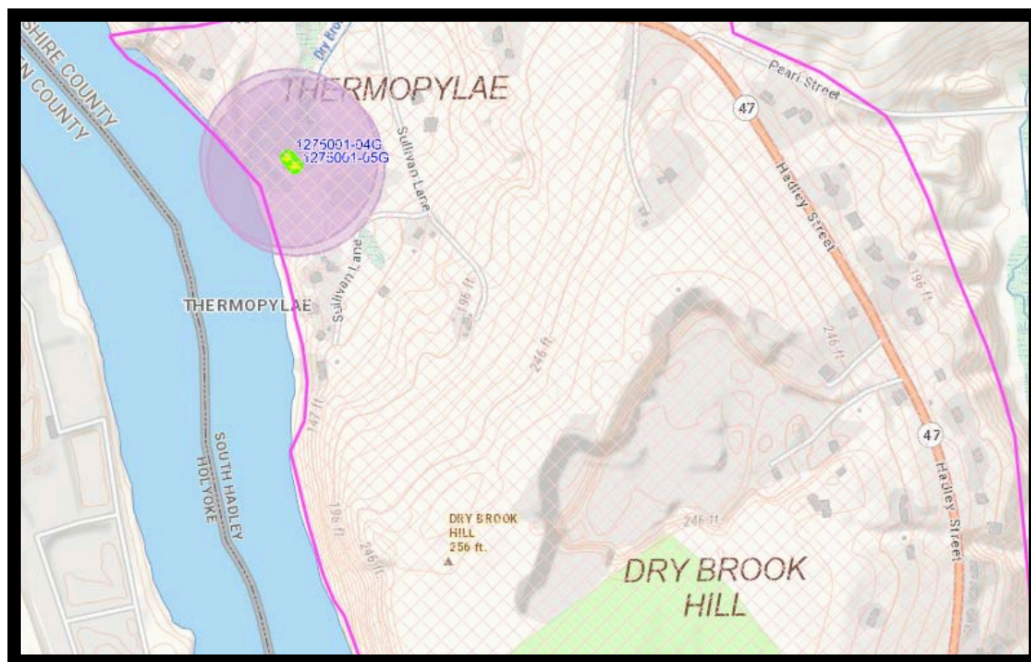 SHIRE COUNTY
N COUNTY
Dry Bro
THERMOPYLAE
1275001-04G
1275001-05G
Sullivan Lane
Pearl Street
47
Hadley Street
THERMOPYLAE
Sullivan Lane
196 ft
196 ft
246 ft
246 ft
147 ft
SOUTH HADLEY
HOLYOKE
47
Hadley Street
196 ft
246 ft
DRY BROOK
HILL
256 ft.
246 ft
DRY BROOK
HILL